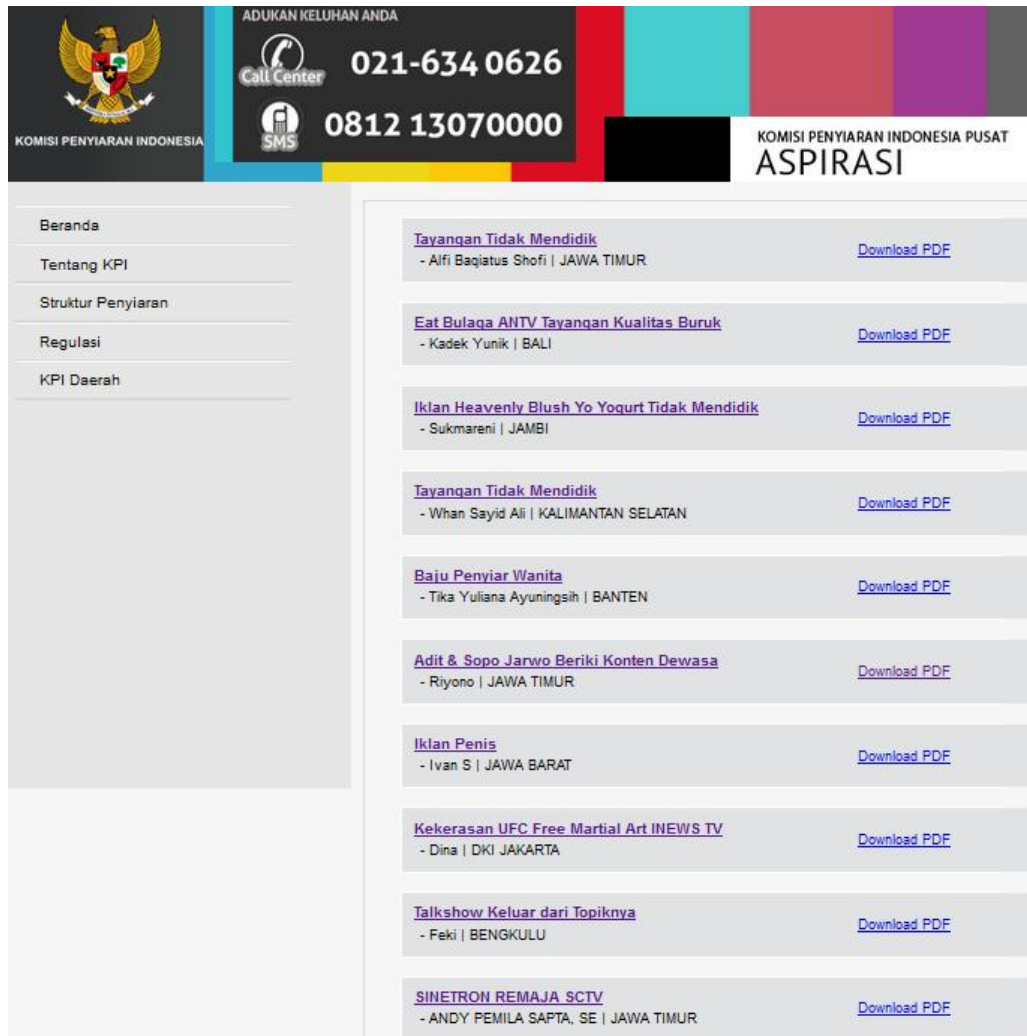 ADUKAN KELUHAN ANDA
Call Center
021-634 0626
SMS
0812 13070000
KOMISI PENYIARAN INDONESIA
KOMISI PENYIARAN INDONESIA PUSAT
ASPIRASI
Beranda
Tentang KPI
Struktur Penyiaran
Regulasi
KPI Daerah
Tayangan Tidak Mendidik
- Alfi Baqiatus Shofi | JAWA TIMUR
Download PDF
Eat Bulaga ANTV Tayangan Kualitas Buruk
- Kadek Yunik | BALI
Download PDF
Iklan Heavenly Blush Yo Yogurt Tidak Mendidik
- Sukmareni | JAMBI
Download PDF
Tayangan Tidak Mendidik
- Whan Sayid Ali | KALIMANTAN SELATAN
Download PDF
Baju Penyiar Wanita
- Tika Yuliana Ayuningsih | BANTEN
Download PDF
Adit & Sopo Jarwo Beriki Konten Dewasa
- Riyono | JAWA TIMUR
Download PDF
Iklan Penis
- Ivan S | JAWA BARAT
Download PDF
Kekerasan UFC Free Martial Art INEWS TV
- Dina | DKI JAKARTA
Download PDF
Talkshow Keluar dari Topiknya
- Feki | BENGKULU
Download PDF
SINETRON REMAJA SCTV
- ANDY PEMILA SAPTA, SE | JAWA TIMUR
Download PDF